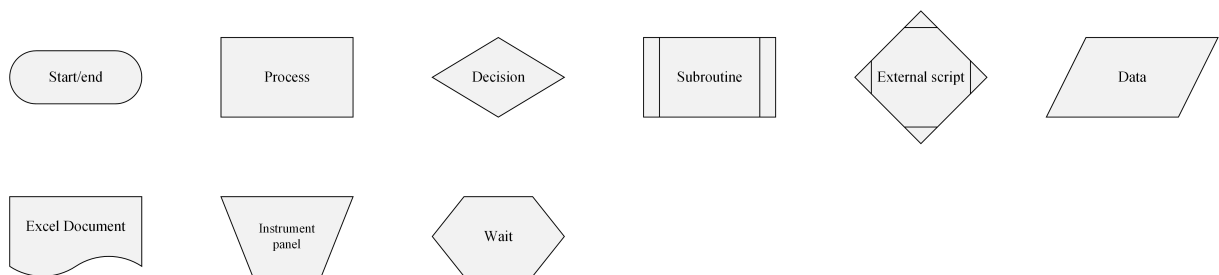 Start/end
Process
Decision
Subroutine
External script
Data
Excel Document
Instrument
panel
Wait